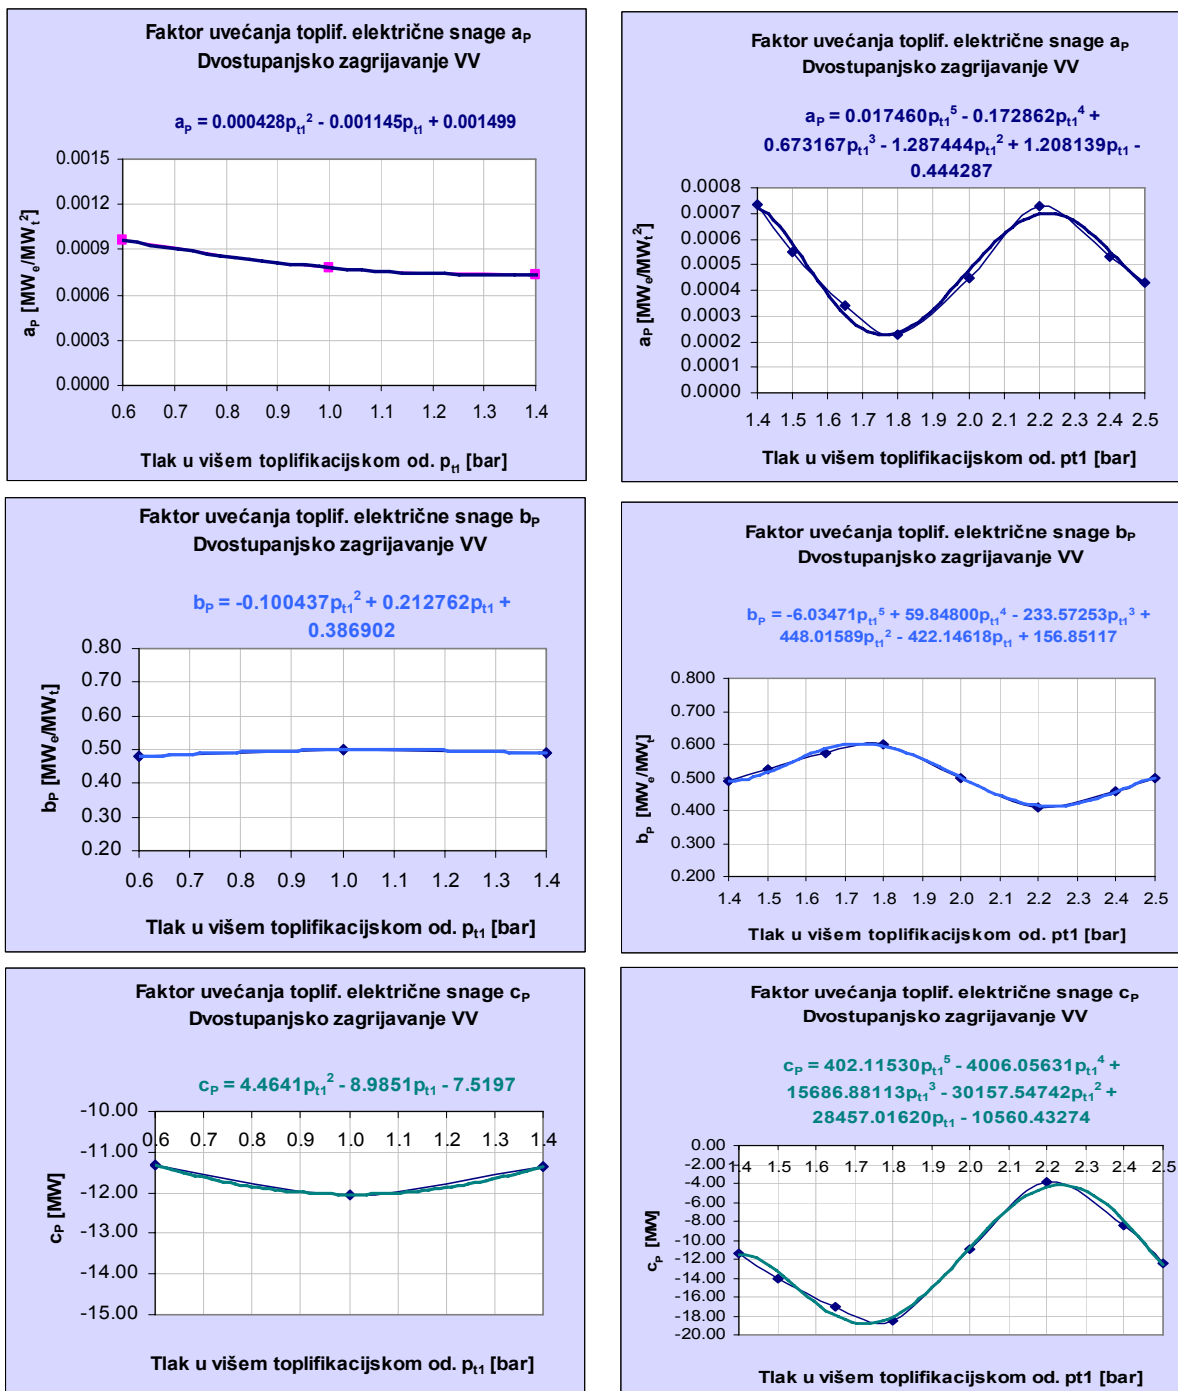 Faktor uvećanja toplif. električne snage aP
Dvostupanjsko zagrijavanje VV
aP = 0.000428pt1² - 0.001145pt1 + 0.001499
0.0015
0.0012
0.0009
0.0006
0.0003
0.0000
aP [MWe/MWt²]
0.6 0.7 0.8 0.9 1.0 1.1 1.2 1.3 1.4
Tlak u višem toplifikacijskom od. pt1 [bar]
Faktor uvećanja toplif. električne snage aP
Dvostupanjsko zagrijavanje VV
aP = 0.017460pt1⁵ - 0.172862pt1⁴ +
0.673167pt1³ - 1.287444pt1² + 1.208139pt1 -
0.444287
0.0008
0.0007
0.0006
0.0005
0.0004
0.0003
0.0002
0.0001
0.0000
aP [MWe/MWt²]
1.4 1.5 1.6 1.7 1.8 1.9 2.0 2.1 2.2 2.3 2.4 2.5
Tlak u višem toplifikacijskom od. pt1 [bar]
Faktor uvećanja toplif. električne snage bP
Dvostupanjsko zagrijavanje VV
bP = -0.100437pt1² + 0.212762pt1 +
0.386902
0.80
0.70
0.60
0.50
0.40
0.30
0.20
bP [MWe/MWt]
0.6 0.7 0.8 0.9 1.0 1.1 1.2 1.3 1.4
Tlak u višem toplifikacijskom od. pt1 [bar]
Faktor uvećanja toplif. električne snage bP
Dvostupanjsko zagrijavanje VV
bP = -6.03471pt1⁵ + 59.84800pt1⁴ - 233.57253pt1³ +
448.01589pt1² - 422.14618pt1 + 156.85117
0.800
0.700
0.600
0.500
0.400
0.300
0.200
bP [MWe/MWt]
1.4 1.5 1.6 1.7 1.8 1.9 2.0 2.1 2.2 2.3 2.4 2.5
Tlak u višem toplifikacijskom od. pt1 [bar]
Faktor uvećanja toplif. električne snage cP
Dvostupanjsko zagrijavanje VV
cP = 4.4641pt1² - 8.9851pt1 - 7.5197
-10.00
0.6 0.7 0.8 0.9 1.0 1.1 1.2 1.3 1.4
-11.00
-12.00
-13.00
-14.00
-15.00
cP [MW]
Tlak u višem toplifikacijskom od. pt1 [bar]
Faktor uvećanja toplif. električne snage cP
Dvostupanjsko zagrijavanje VV
cP = 402.11530pt1⁵ - 4006.05631pt1⁴ +
15686.88113pt1³ - 30157.54742pt1² +
28457.01620pt1 - 10560.43274
0.00
-2.00
1.4 1.5 1.6 1.7 1.8 1.9 2.0 2.1 2.2 2.3 2.4 2.5
-4.00
-6.00
-8.00
-10.00
-12.00
-14.00
-16.00
-18.00
-20.00
cP [MW]
Tlak u višem toplifikacijskom od. pt1 [bar]